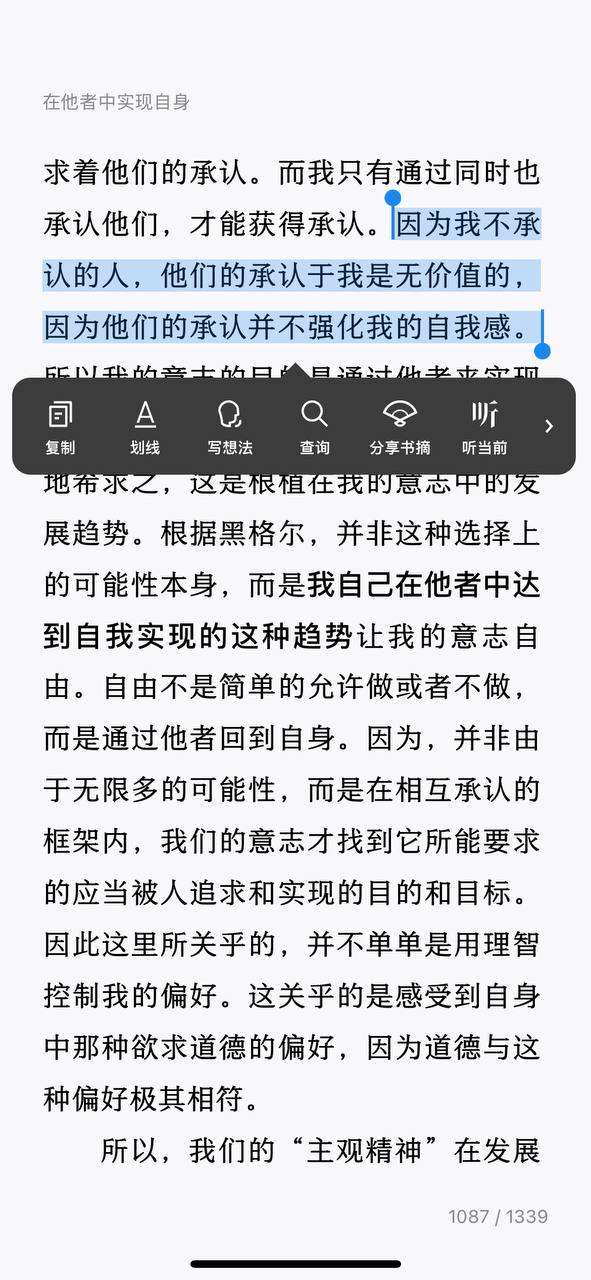 在他者中实现自身
求着他们的承认。而我只有通过同时也
承认他们，才能获得承认。因为我不承
认的人，他们的承认于我是无价值的，
因为他们的承认并不强化我的自我感。
所以我的意志的目的是通过他者来实现
复制 划线 写想法 查询 分享书摘 听当前
地希求之，这是根植在我的意志中的发
展趋势。根据黑格尔，并非这种选择上
的可能性本身，而是我自己在他者中达
到自我实现的这种趋势让我的意志自
由。自由不是简单的允许做或者不做，
而是通过他者回到自身。因为，并非由
于无限多的可能性，而是在相互承认的
框架内，我们的意志才找到它所能要求
的应当被人追求和实现的目的和目标。
因此这里所关乎的，并不单单是用理智
控制我的偏好。这关乎的是感受到自身
中那种欲求道德的偏好，因为道德与这
种偏好极其相符。
所以，我们的“主观精神”在发展
1087 / 1339